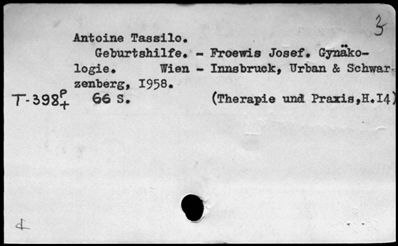 3
Antoine Tassilo.
Geburtshilfe. - Froewis Josef. Gynäko-
logie. Wien - Innsbruck, Urban & Schwar-
zenberg, 1958.
T-398P+ 66 S. (Therapie und Praxis,H.I4)